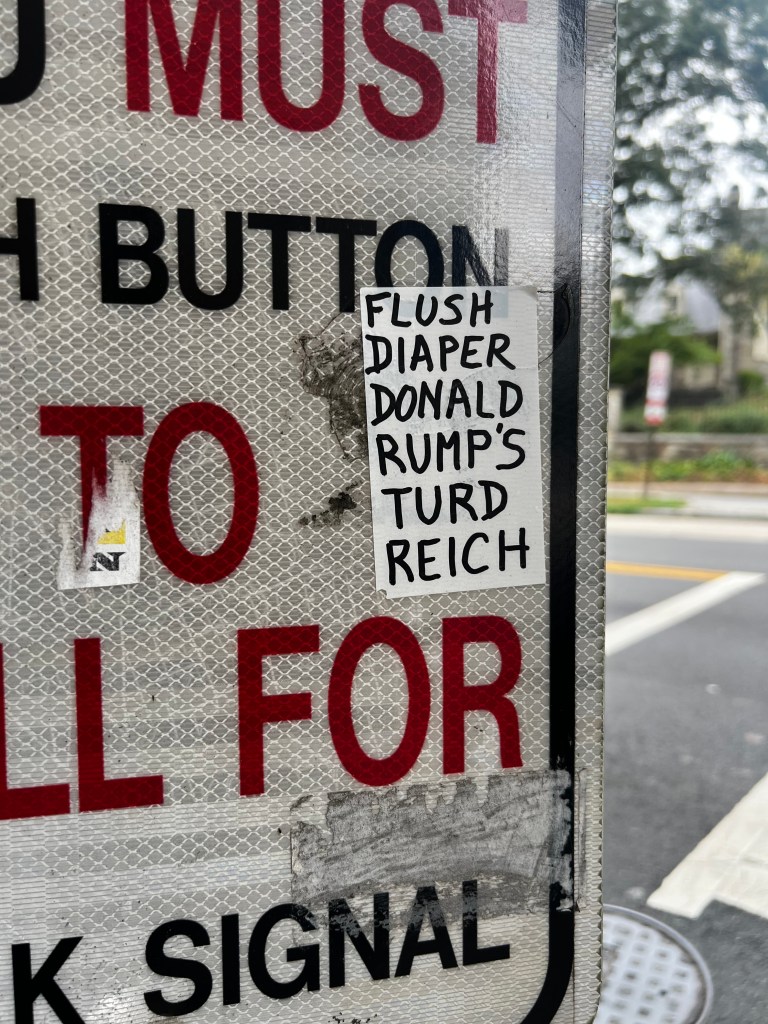 U MUST
H BUTTON
FLUSH
DIAPER
DONALD
RUMP'S
TURD
REICH
TO
N
LL FOR
K SIGNAL